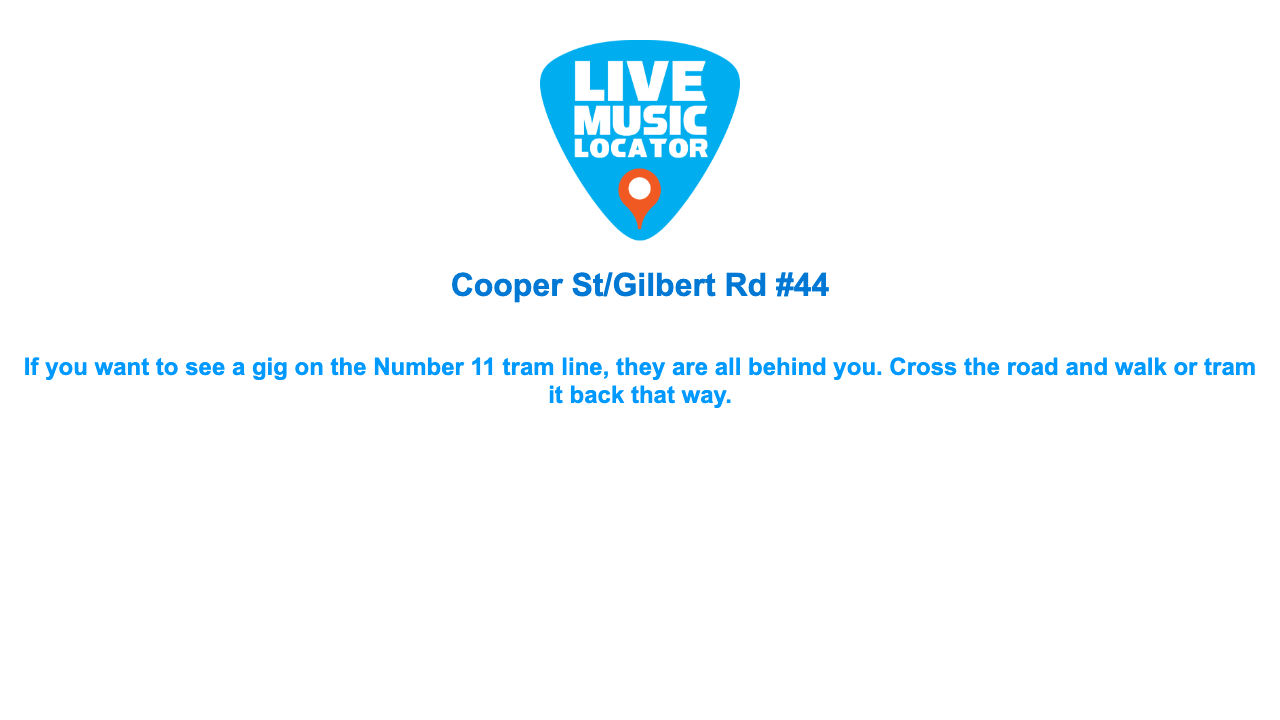 LIVE
MUSIC
LOCATOR
Cooper St/Gilbert Rd #44
If you want to see a gig on the Number 11 tram line, they are all behind you. Cross the road and walk or tram
it back that way.